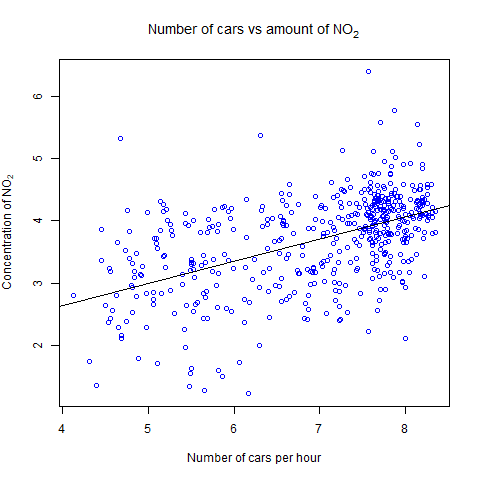 Number of cars vs amount of NO₂
Concentration of NO₂
6
5
4
3
2
4 5 6 7 8
Number of cars per hour